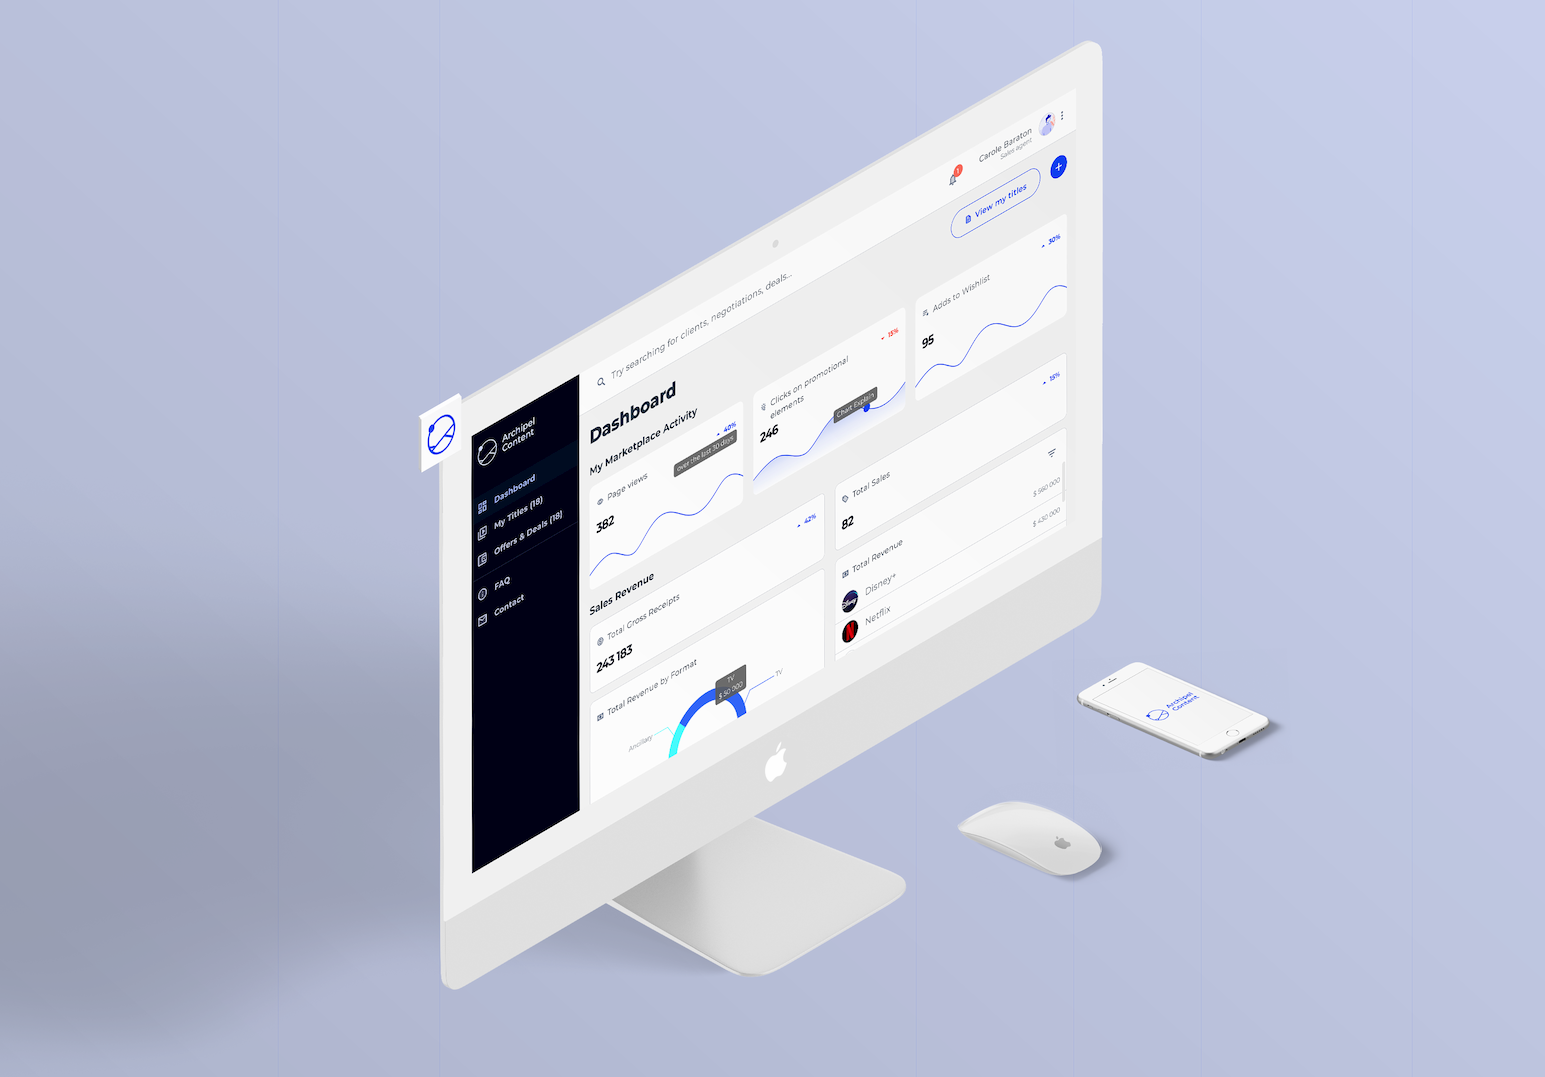 Carole Baraton
Sales agent
1
View my titles
+
Try searching for clients, negotiations, deals...
Archipel
Content
Dashboard
My Titles (18)
Offers & Deals (18)
FAQ
Contact
Dashboard
My Marketplace Activity
Page views
40%
over the last 30 days
382
Clicks on promotional
elements
15%
246
Chart Explain
Adds to Wishlist
30%
95
Sales Revenue
Total Gross Receipts
42%
243 183
Total Sales
15%
82
Total Revenue by Format
TV
$ 50 000
TV
Ancillary
Total Revenue
Disney+
$ 560 000
Netflix
$ 430 000
Disney+
N
Archipel
Content